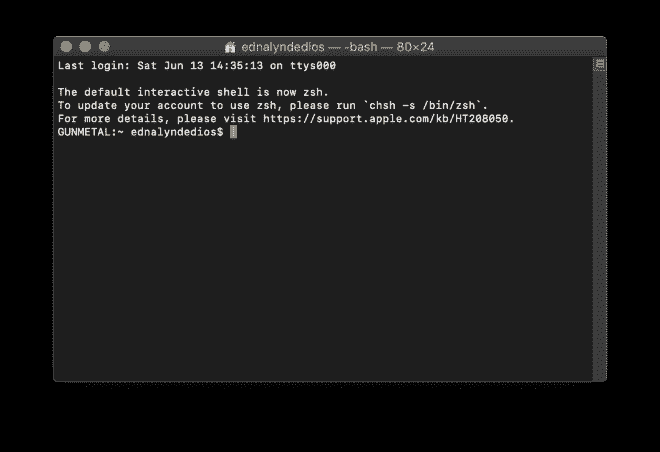 ednalyndedios — -bash — 80×24
Last login: Sat Jun 13 14:35:13 on ttys000
The default interactive shell is now zsh.
To update your account to use zsh, please run `chsh -s /bin/zsh`.
For more details, please visit https://support.apple.com/kb/HT208050.
GUNMETAL:~ ednalyndedios$